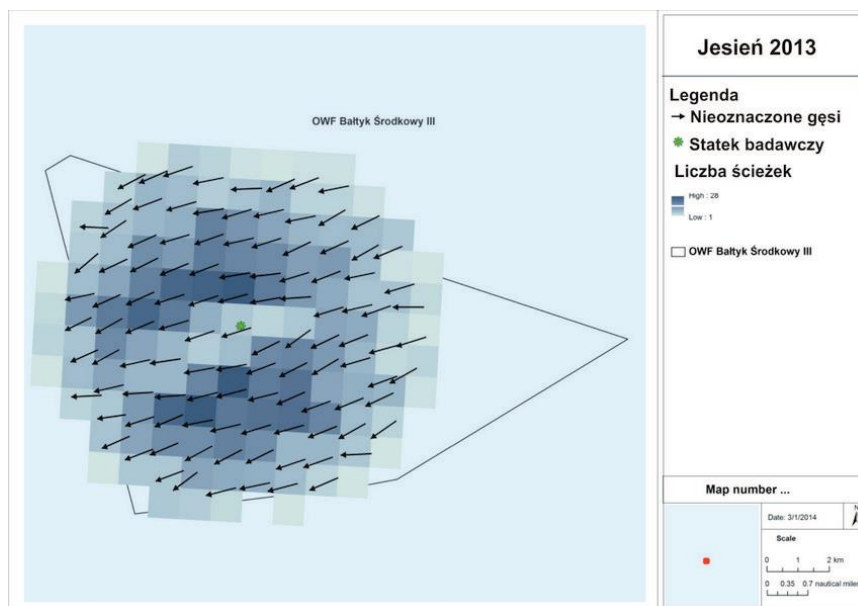 OWF Bałtyk Środkowy III
Jesień 2013
Legenda
Nieoznaczone gęsi
Statek badawczy
Liczba ścieżek
High : 28
Low : 1
OWF Bałtyk Środkowy III
Map number ...
Date: 3/1/2014
N
Scale
0 1 2 km
0 0.35 0.7 nautical miles